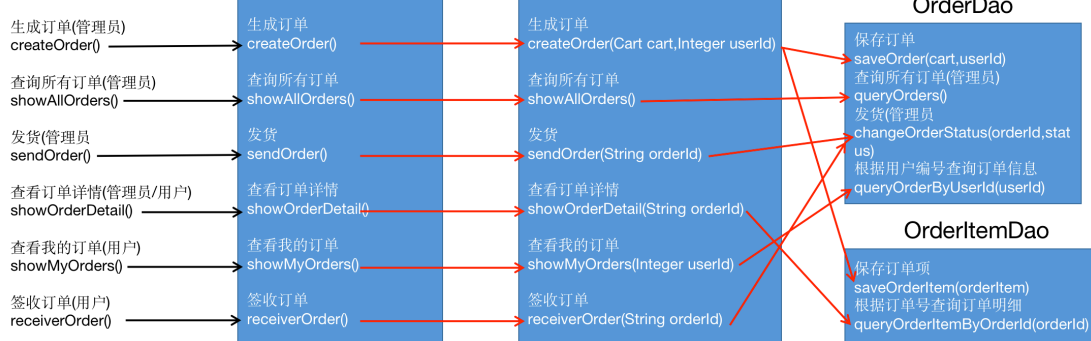 生成订单(管理员)
createOrder()
查询所有订单(管理员)
showAllOrders()
发货(管理员
sendOrder()
查看订单详情(管理员/用户)
showOrderDetail()
查看我的订单(用户)
showMyOrders()
签收订单(用户)
receiverOrder()
生成订单
createOrder()
查询所有订单
showAllOrders()
发货
sendOrder()
查看订单详情
showOrderDetail()
查看我的订单
showMyOrders()
签收订单
receiverOrder()
生成订单
createOrder(Cart cart,Integer userId)
查询所有订单
showAllOrders()
发货
sendOrder(String orderId)
查看订单详情
showOrderDetail(String orderId)
查看我的订单
showMyOrders(Integer userId)
签收订单
receiverOrder(String orderId)
OrderDao
保存订单
saveOrder(cart,userId)
查询所有订单(管理员)
queryOrders()
发货(管理员
changeOrderStatus(orderId,stat
us)
根据用户编号查询订单信息
queryOrderByUserId(userId)
OrderItemDao
保存订单项
saveOrderItem(orderItem)
根据订单号查询订单明细
queryOrderItemByOrderId(orderId)